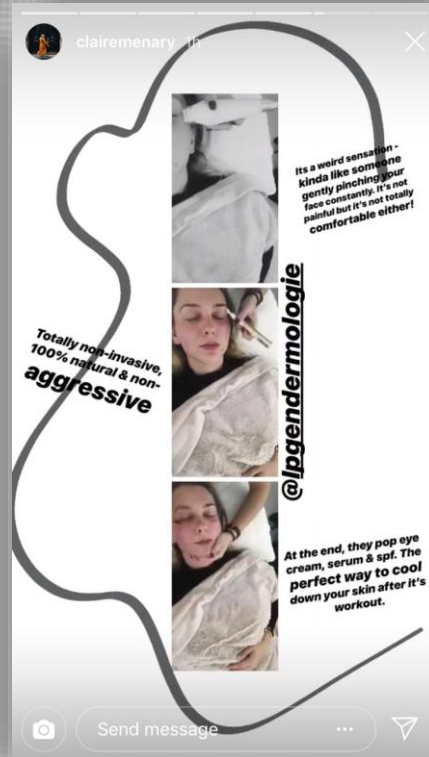 clairemenary 1h
Its a weird sensation -
kinda like someone
gently pinching your
face constantly. It's not
painful but it's not totally
comfortable either!
@lpgendermologie
Totally non-invasive,
100% natural & non-
aggressive
At the end, they pop eye
cream, serum & spf. The
perfect way to cool
down your skin after it's
workout.
Send message